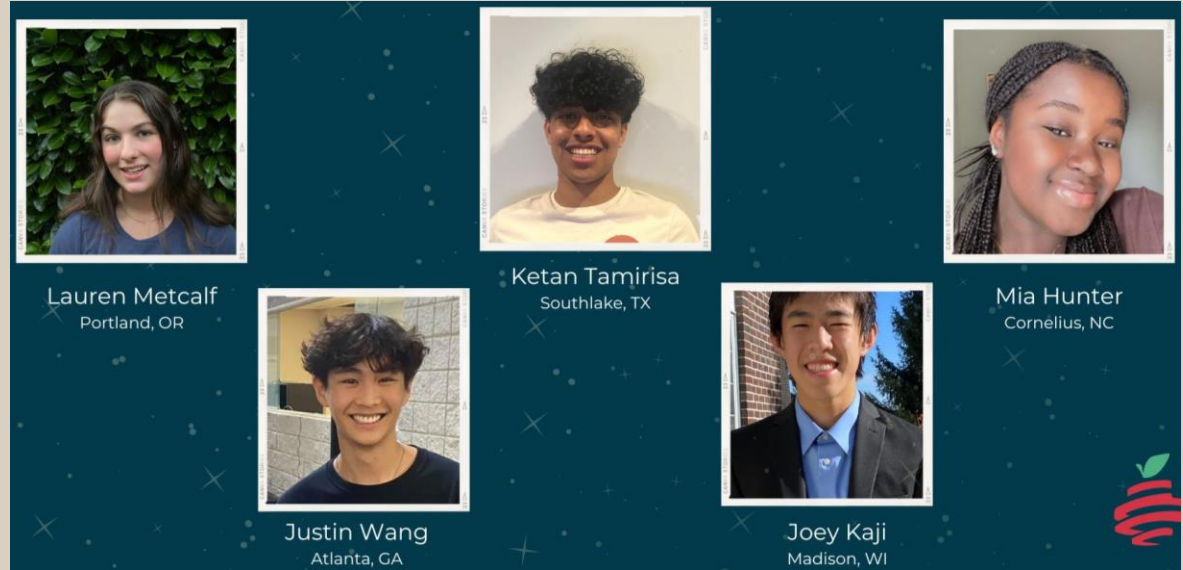 Lauren Metcalf
Portland, OR
Ketan Tamirisa
Southlake, TX
Mia Hunter
Cornelius, NC
Justin Wang
Atlanta, GA
Joey Kaji
Madison, WI